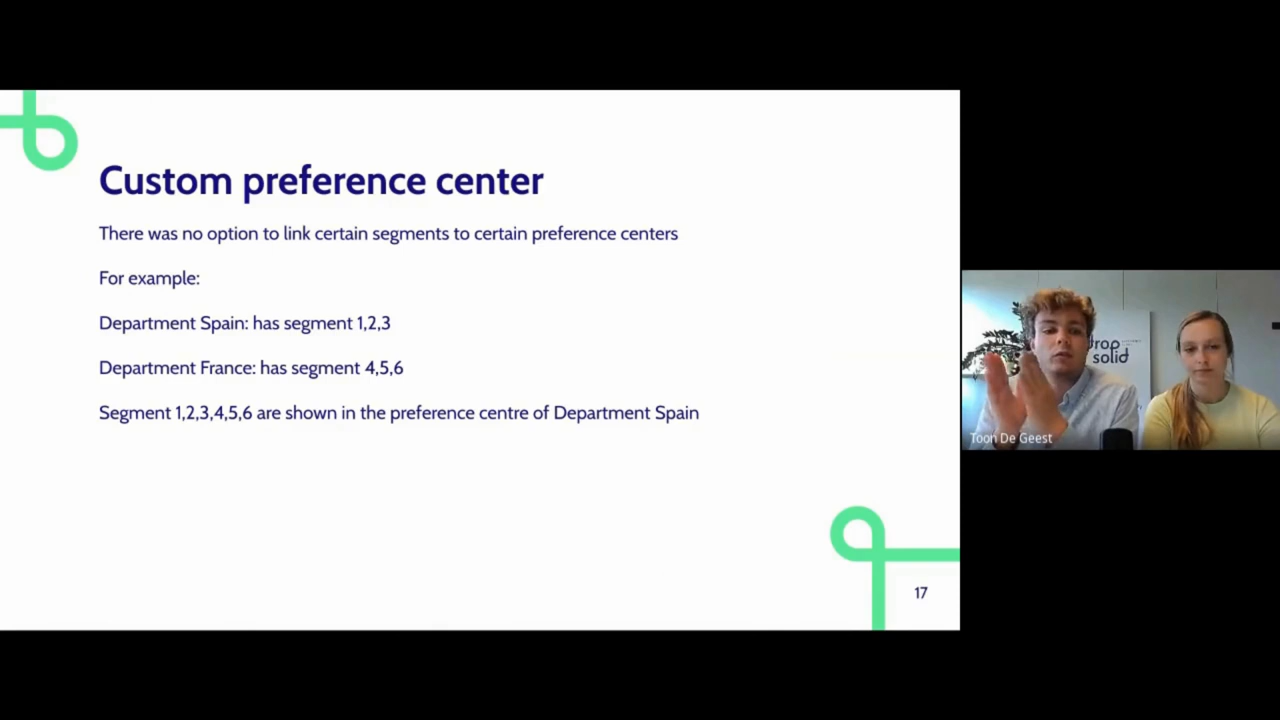 Custom preference center
There was no option to link certain segments to certain preference centers
For example:
Department Spain: has segment 1,2,3
Department France: has segment 4,5,6
Segment 1,2,3,4,5,6 are shown in the preference centre of Department Spain
17
drop
solid
Toon De Geest